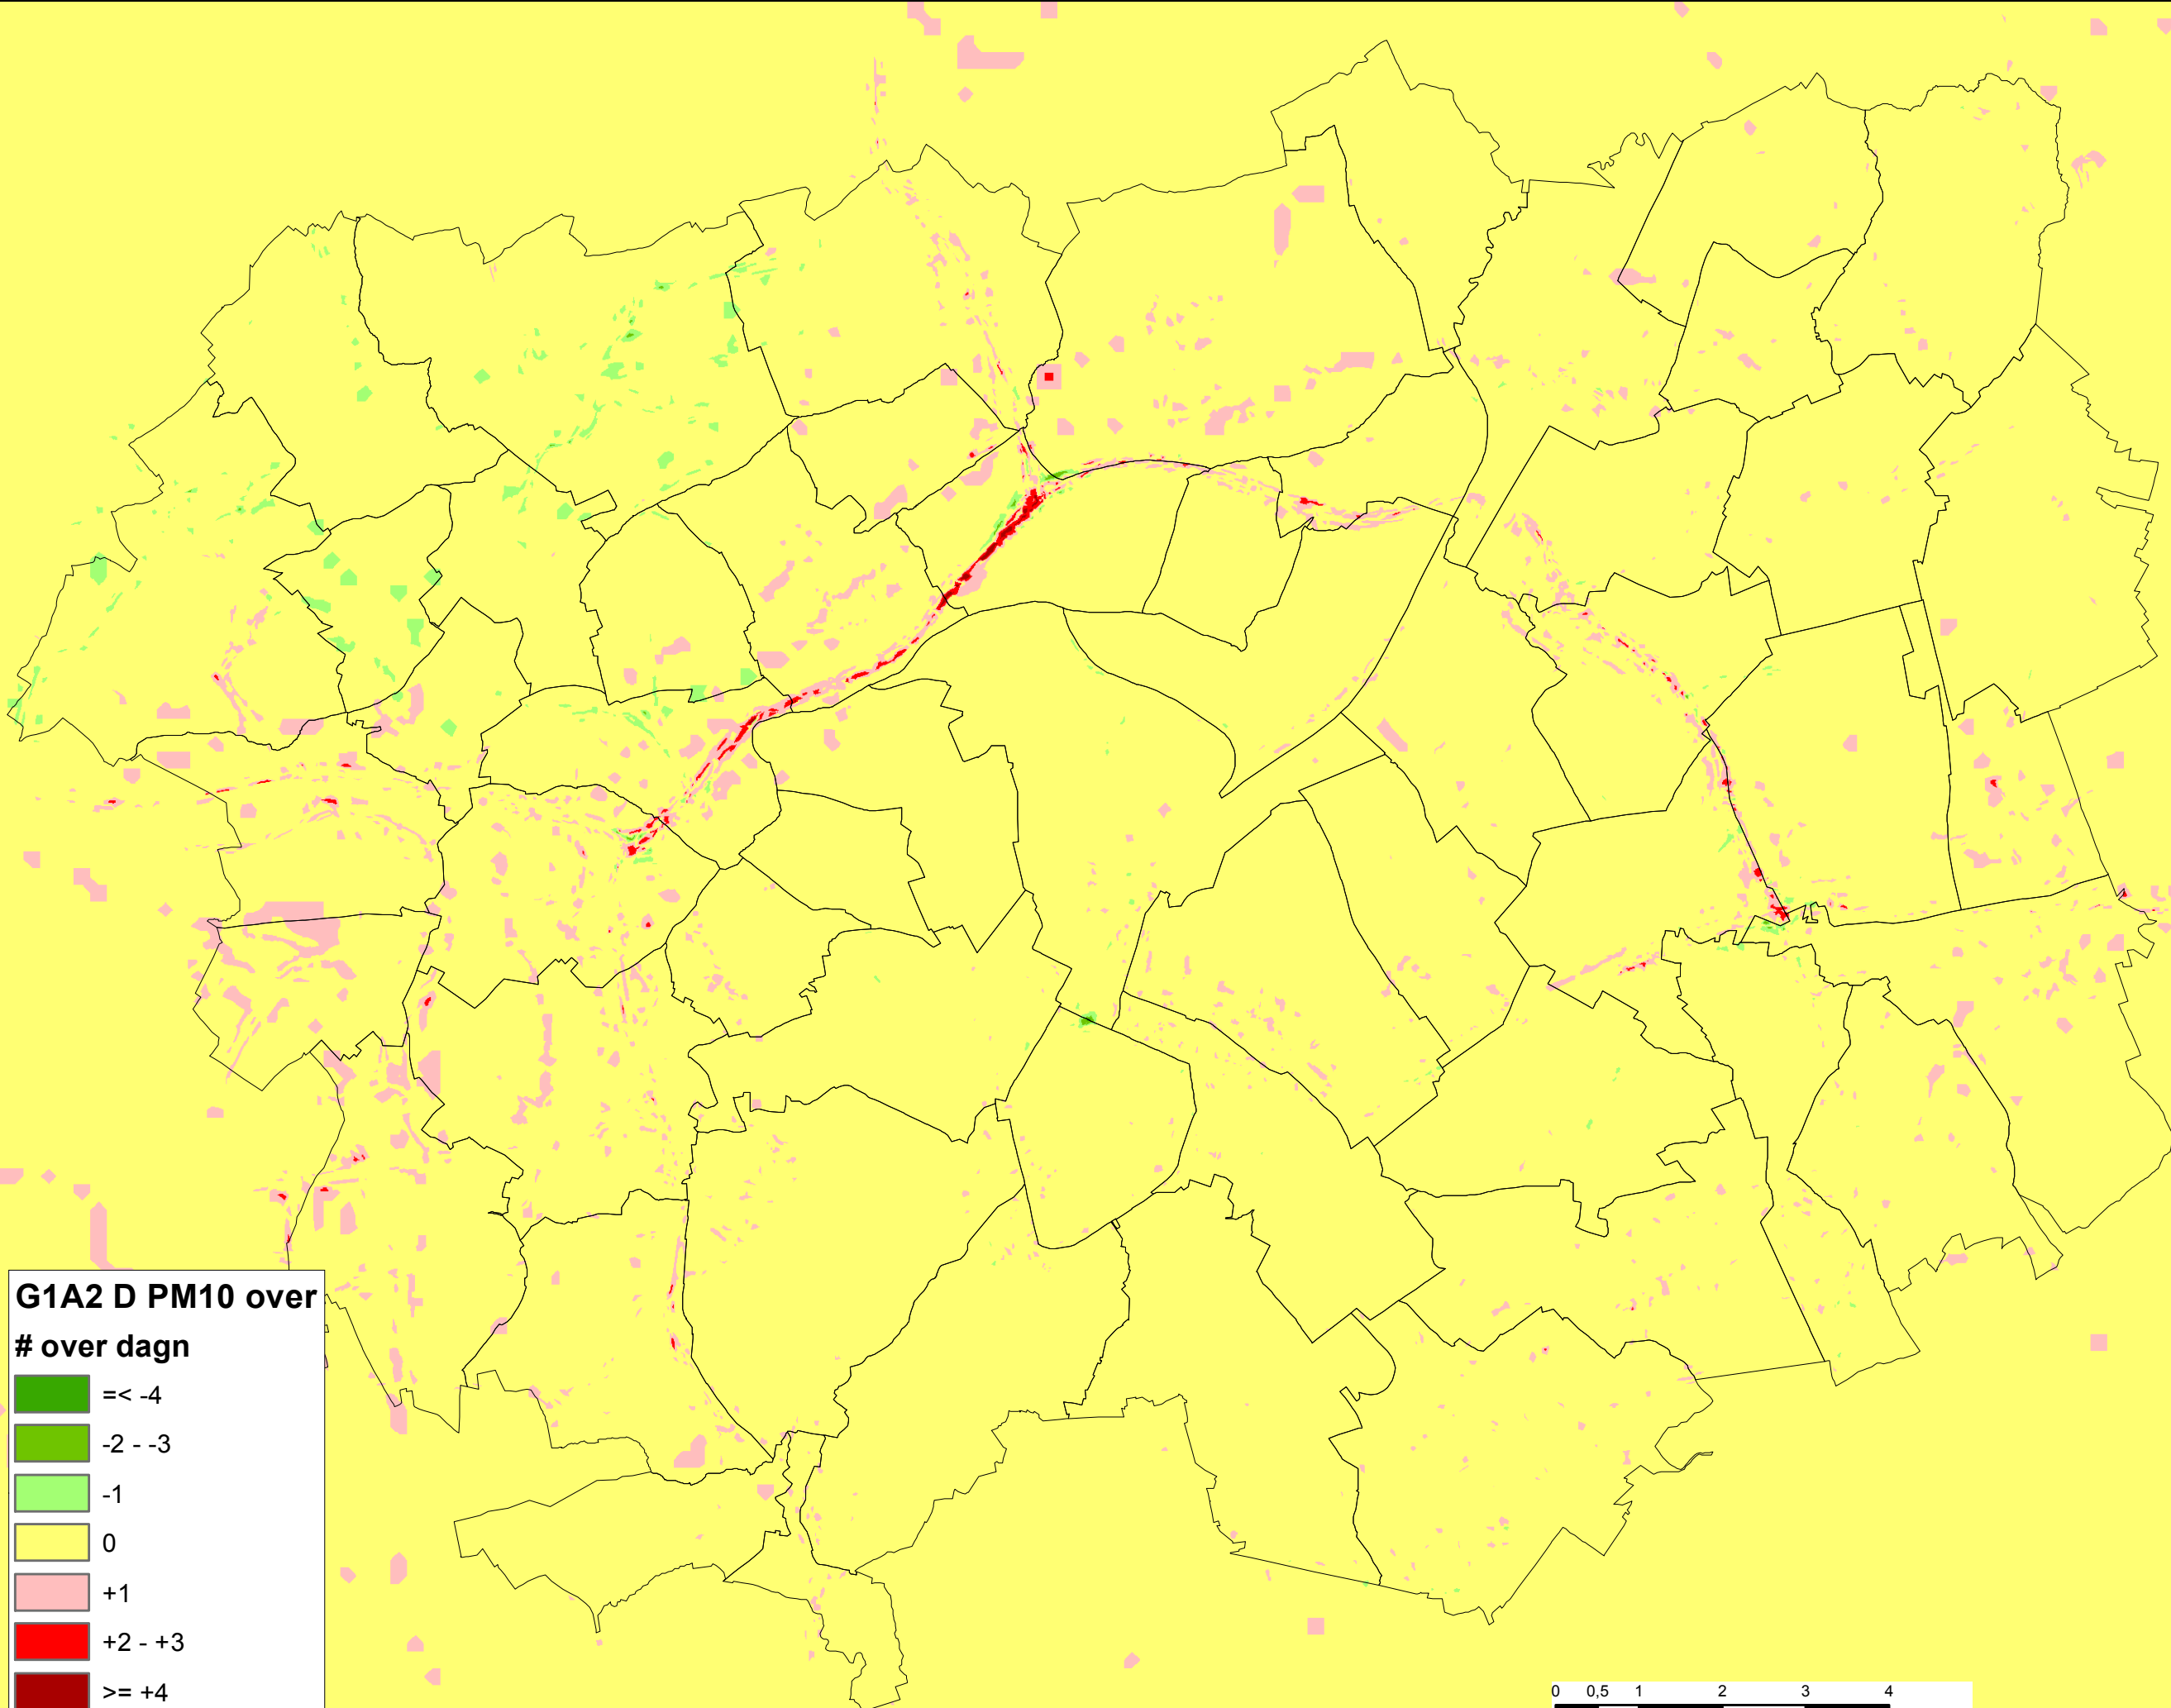 G1A2 D PM10 over
# over dagn
=< -4
-2 - -3
-1
0
+1
+2 - +3
>= +4
0 0,5 1 2 3 4